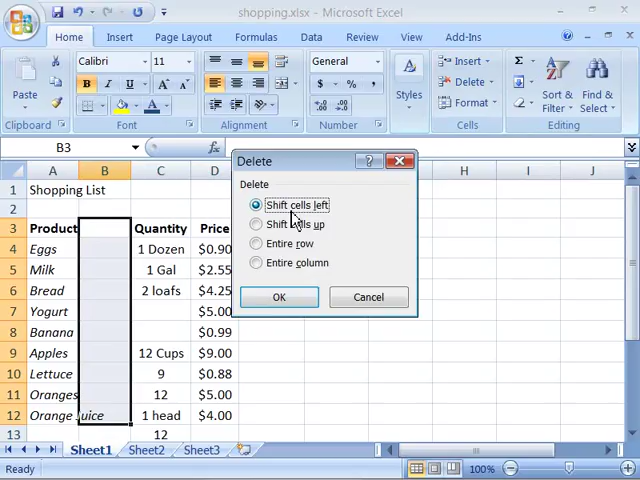 shopping.xlsx - Microsoft Excel
Home Insert Page Layout Formulas Data Review View Add-Ins
Calibri 11 General Insert Σ
Paste B I U A A $ % , Styles Delete Sort & Filter Find & Select
A Format
Clipboard Font Alignment Number Cells Editing
B3 fx
A B C D H I J
1 Shopping List
2
3 Product Quantity Price
4 Eggs 1 Dozen $0.90
5 Milk 1 Gal $2.55
6 Bread 2 loafs $4.25
7 Yogurt $5.00
8 Banana $0.99
9 Apples 12 Cups $9.00
10 Lettuce 9 $0.88
11 Oranges 12 $5.00
12 Orange Juice 1 head $4.00
13 12
Delete ?
Delete
Shift cells left
Shift cells up
Entire row
Entire column
OK Cancel
Sheet1 Sheet2 Sheet3
Ready 100%